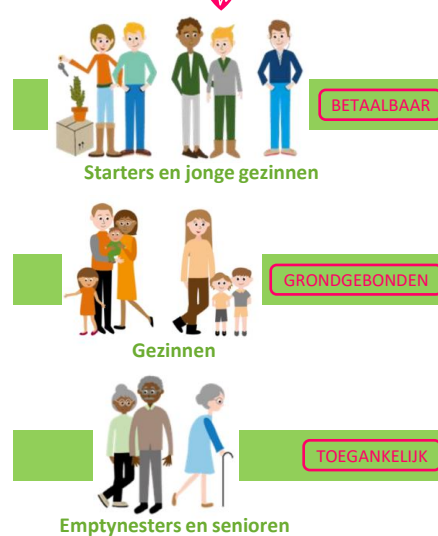 BETAALBAAR
Starters en jonge gezinnen
GRONDGEBONDEN
Gezinnen
TOEGANKELIJK
Emptynesters en senioren